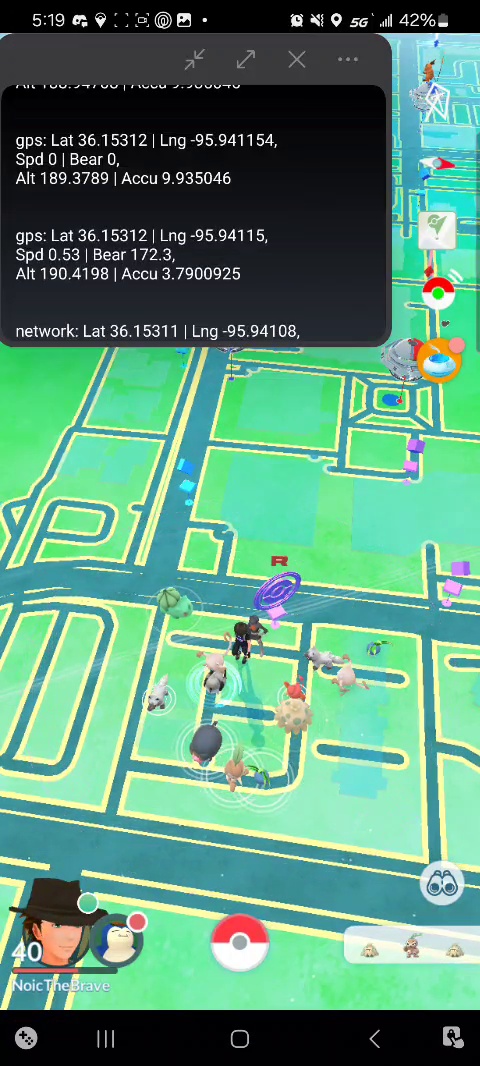 5:19
5G
42%
gps: Lat 36.15312 | Lng -95.941154,
Spd 0 | Bear 0,
Alt 189.3789 | Accu 9.935046
gps: Lat 36.15312 | Lng -95.94115,
Spd 0.53 | Bear 172.3,
Alt 190.4198 | Accu 3.7900925
network: Lat 36.15311 | Lng -95.94108,
R
40
NoicTheBrave